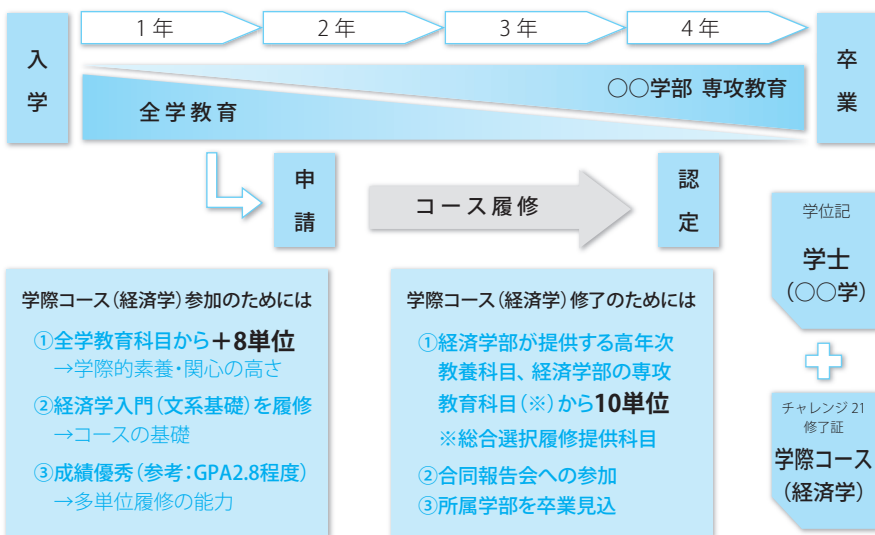 入学
1年
2年
3年
4年
卒業
全学教育
○○学部 専攻教育
申請
コース履修
認定
学際コース(経済学)参加のためには
①全学教育科目から＋8単位
→学際的素養・関心の高さ
②経済学入門(文系基礎)を履修
→コースの基礎
③成績優秀(参考：GPA2.8程度)
→多単位履修の能力
学際コース(経済学)修了のためには
①経済学部が提供する高年次
教養科目、経済学部の専攻
教育科目(※)から10単位
※総合選択履修提供科目
②合同報告会への参加
③所属学部を卒業見込
学位記
学士
(○○学)
チャレンジ21
修了証
学際コース
(経済学)